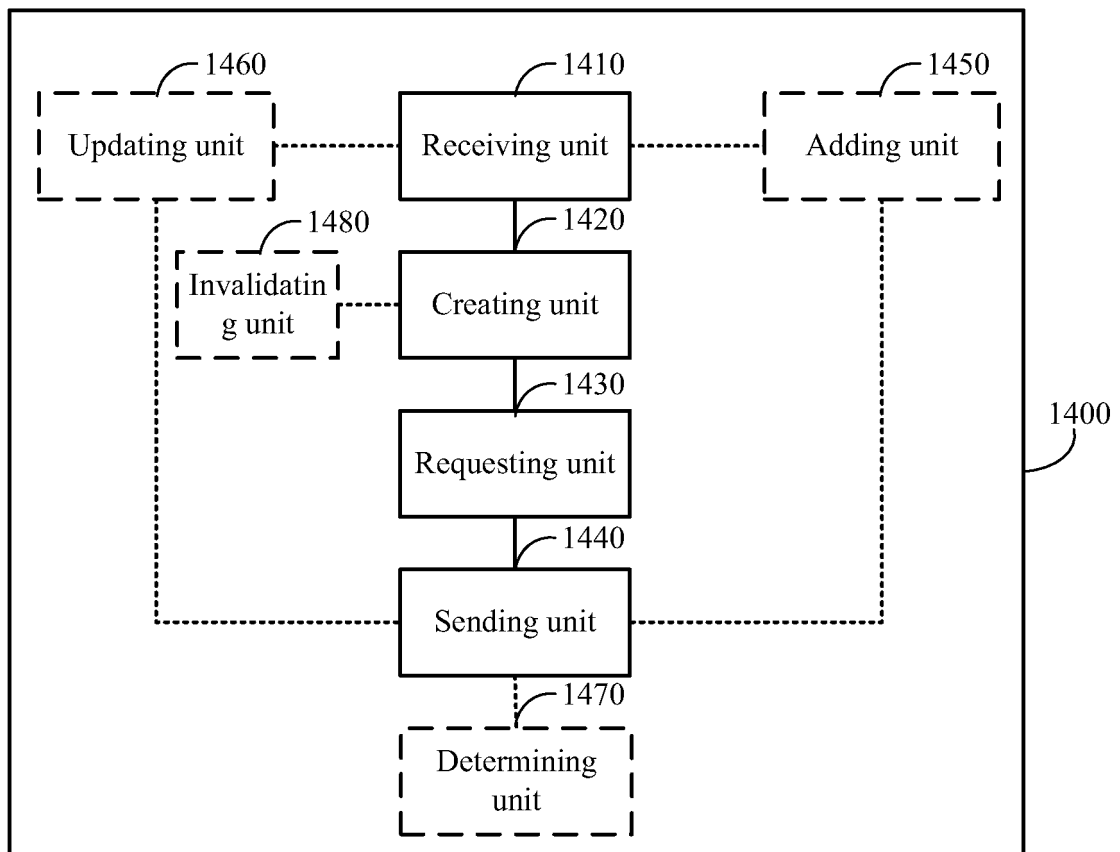 1460
1410
1450
Updating unit
Receiving unit
Adding unit
1480
1420
Invalidatin
g unit
Creating unit
1430
1400
Requesting unit
1440
Sending unit
1470
Determining
unit